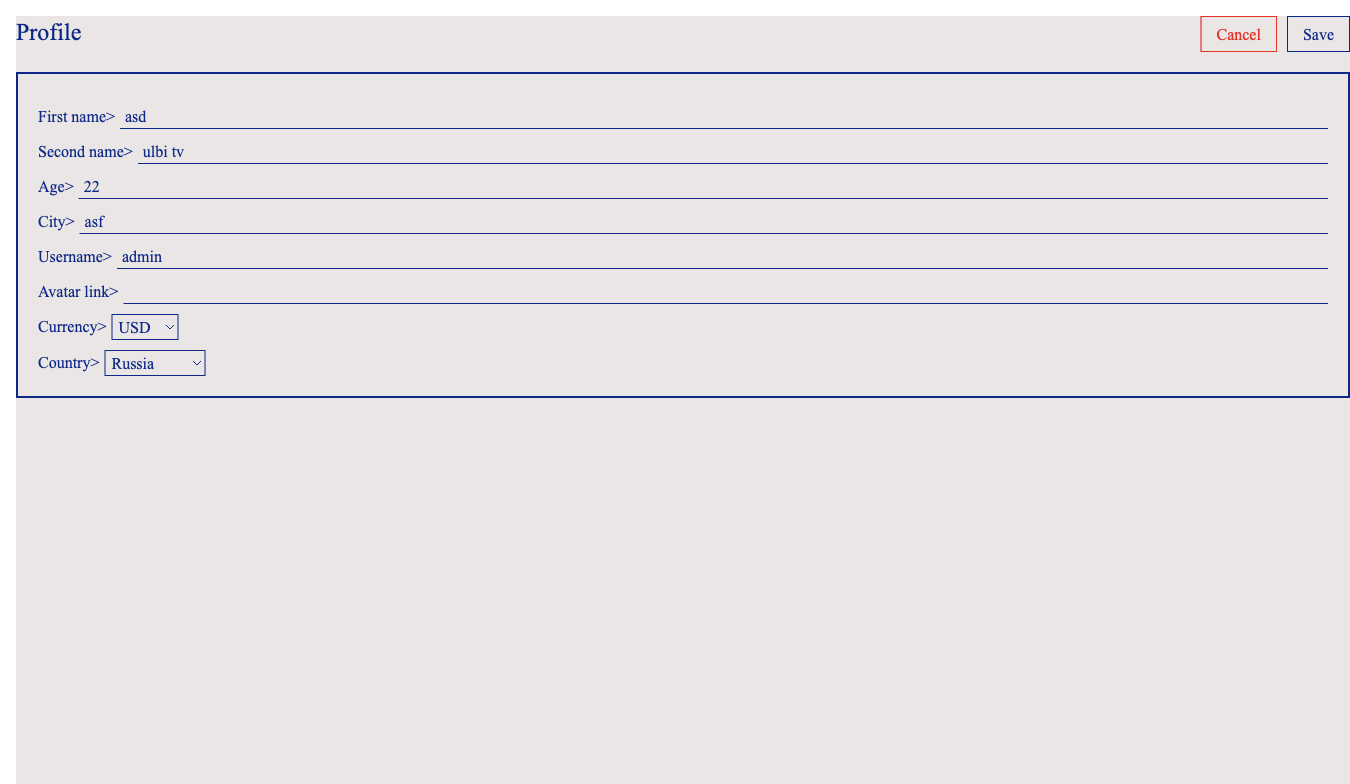 Profile
Cancel
Save
First name> asd
Second name> ulbi tv
Age> 22
City> asf
Username> admin
Avatar link>
Currency> USD
Country> Russia